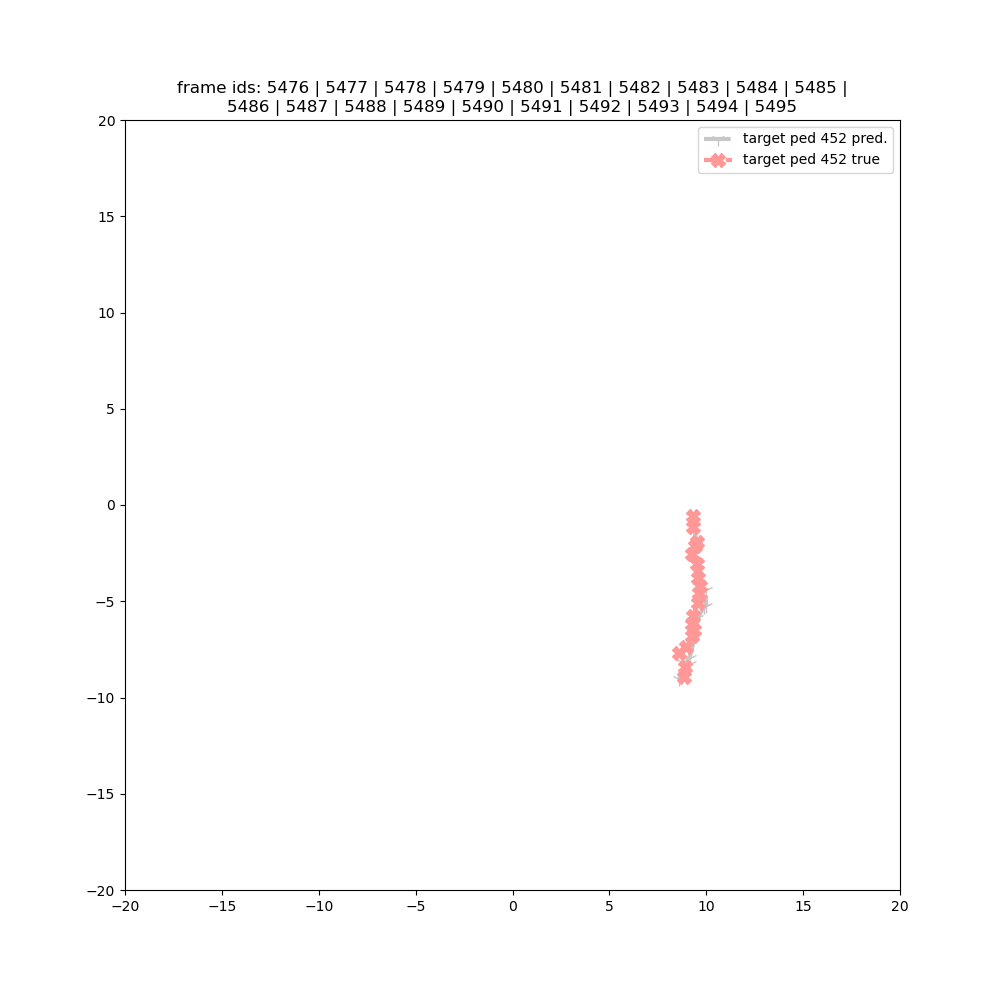 frame ids: 5476 | 5477 | 5478 | 5479 | 5480 | 5481 | 5482 | 5483 | 5484 | 5485 |
5486 | 5487 | 5488 | 5489 | 5490 | 5491 | 5492 | 5493 | 5494 | 5495
target ped 452 pred.
target ped 452 true
20
15
10
5
0
−5
−10
−15
−20
−20 −15 −10 −5 0 5 10 15 20